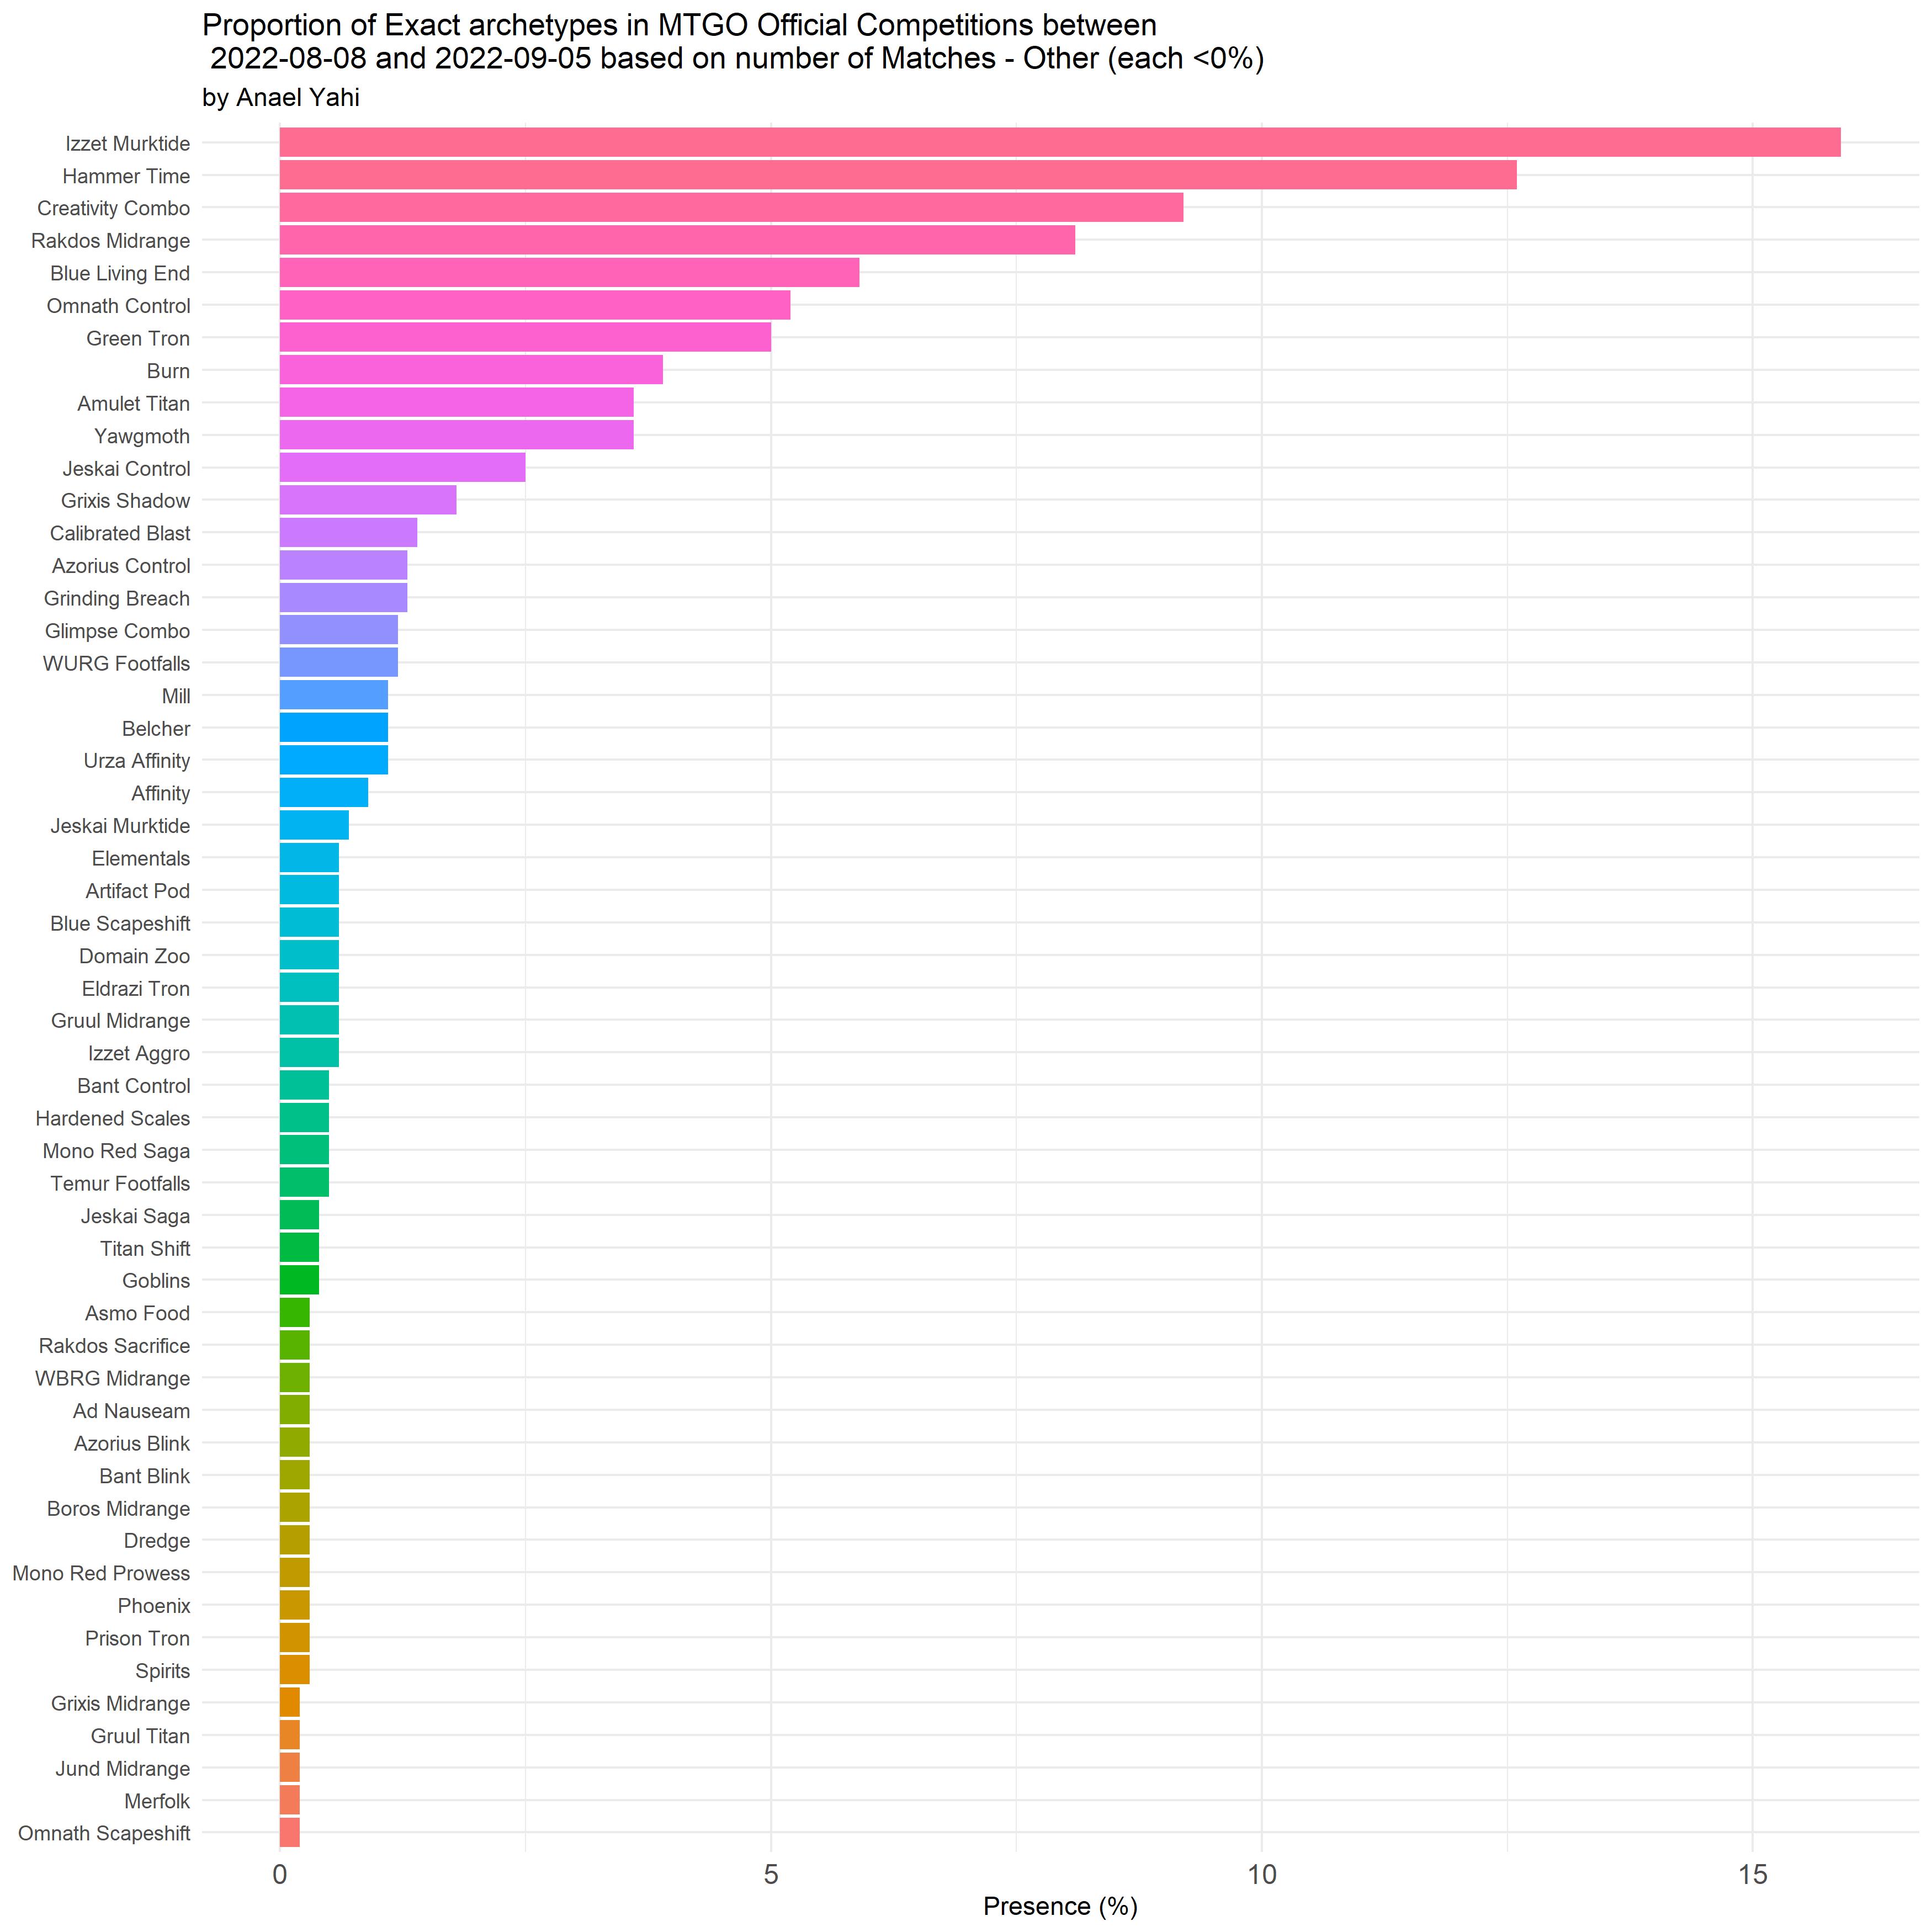 Proportion of Exact archetypes in MTGO Official Competitions between
2022-08-08 and 2022-09-05 based on number of Matches - Other (each <0%)
by Anael Yahi
Izzet Murktide
Hammer Time
Creativity Combo
Rakdos Midrange
Blue Living End
Omnath Control
Green Tron
Burn
Amulet Titan
Yawgmoth
Jeskai Control
Grixis Shadow
Calibrated Blast
Azorius Control
Grinding Breach
Glimpse Combo
WURG Footfalls
Mill
Belcher
Urza Affinity
Affinity
Jeskai Murktide
Elementals
Artifact Pod
Blue Scapeshift
Domain Zoo
Eldrazi Tron
Gruul Midrange
Izzet Aggro
Bant Control
Hardened Scales
Mono Red Saga
Temur Footfalls
Jeskai Saga
Titan Shift
Goblins
Asmo Food
Rakdos Sacrifice
WBRG Midrange
Ad Nauseam
Azorius Blink
Bant Blink
Boros Midrange
Dredge
Mono Red Prowess
Phoenix
Prison Tron
Spirits
Grixis Midrange
Gruul Titan
Jund Midrange
Merfolk
Omnath Scapeshift
0 5 10 15
Presence (%)